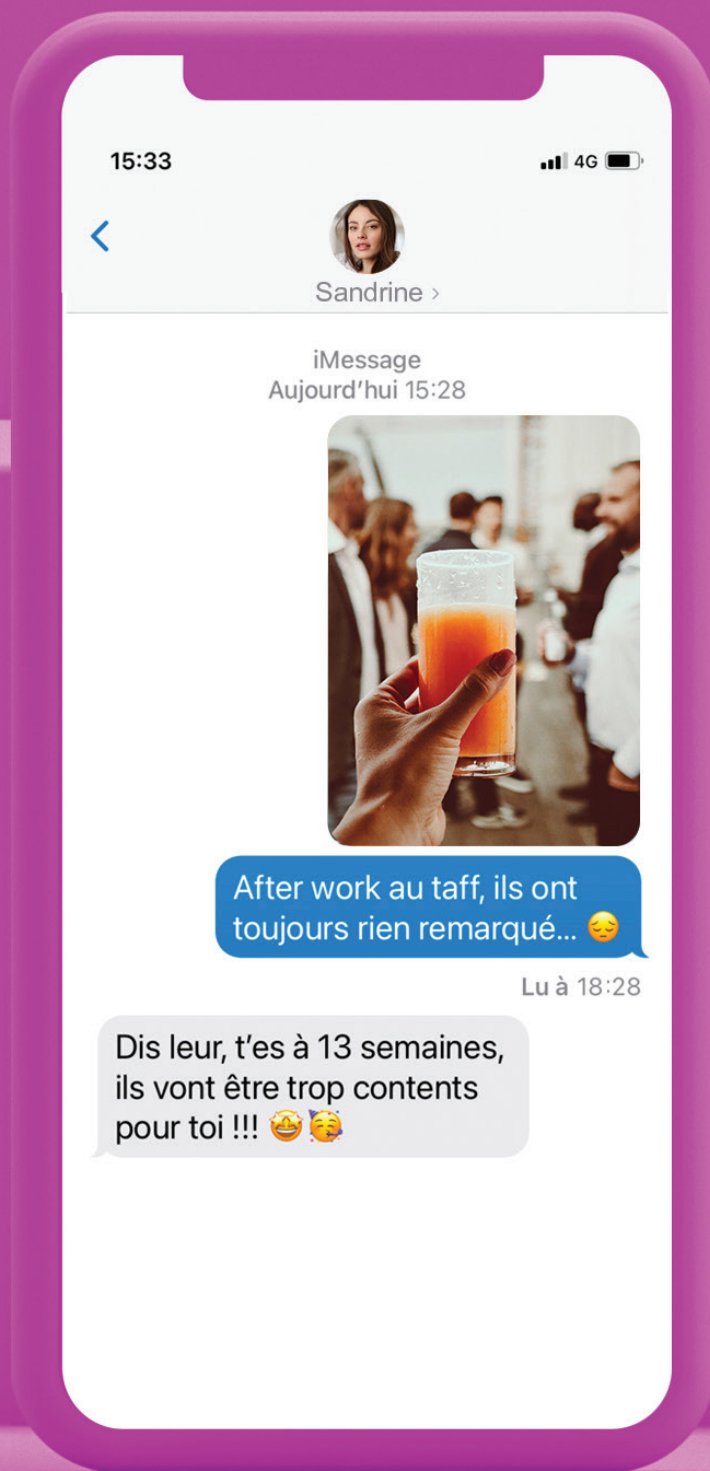 15:33
4G
Sandrine >
iMessage
Aujourd'hui 15:28
After work au taff, ils ont
toujours rien remarqué... 😔
Lu à 18:28
Dis leur, t'es à 13 semaines,
ils vont être trop contents
pour toi !!! 🤩🥳